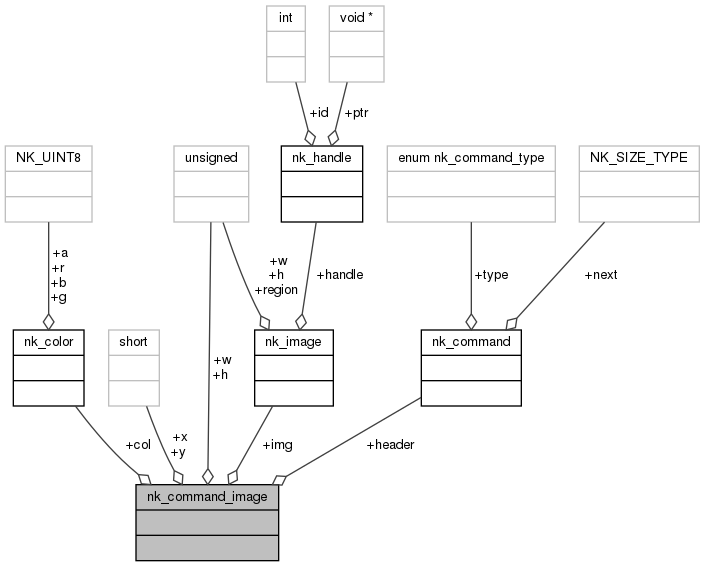 int
void *
+id
+ptr
NK_UINT8
unsigned
nk_handle
enum nk_command_type
NK_SIZE_TYPE
+a
+r
+b
+g
+w
+h
+region
+handle
+type
+next
nk_color
short
nk_image
nk_command
+w
+h
+col
+x
+y
+img
+header
nk_command_image